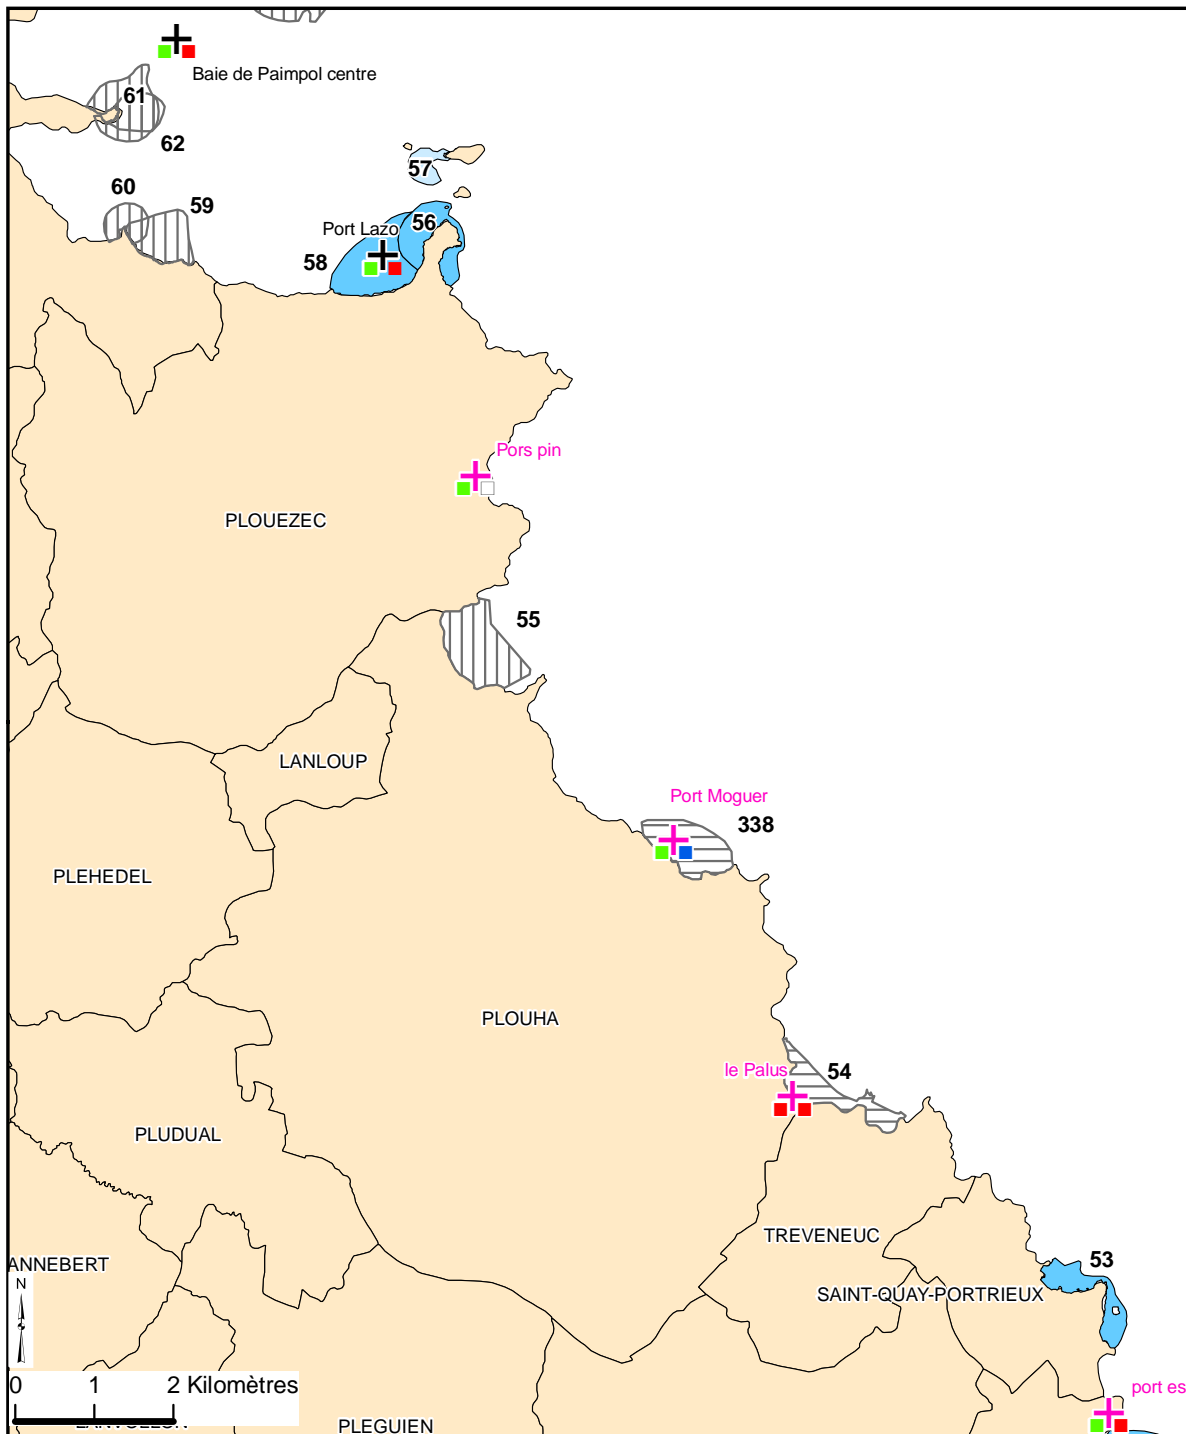 Baie de Paimpol centre
61
62
57
60
59
56
Port Lazo
58
Pors pin
PLOUEZEC
55
LANLOUP
Port Moguer
338
PLEHEDEL
PLOUHA
le Palus
54
PLUDUAL
TREVENEUC
53
ANNEBERT
N
SAINT-QUAY-PORTRIEUX
0 1 2 Kilomètres
port es
PLEGUIEN